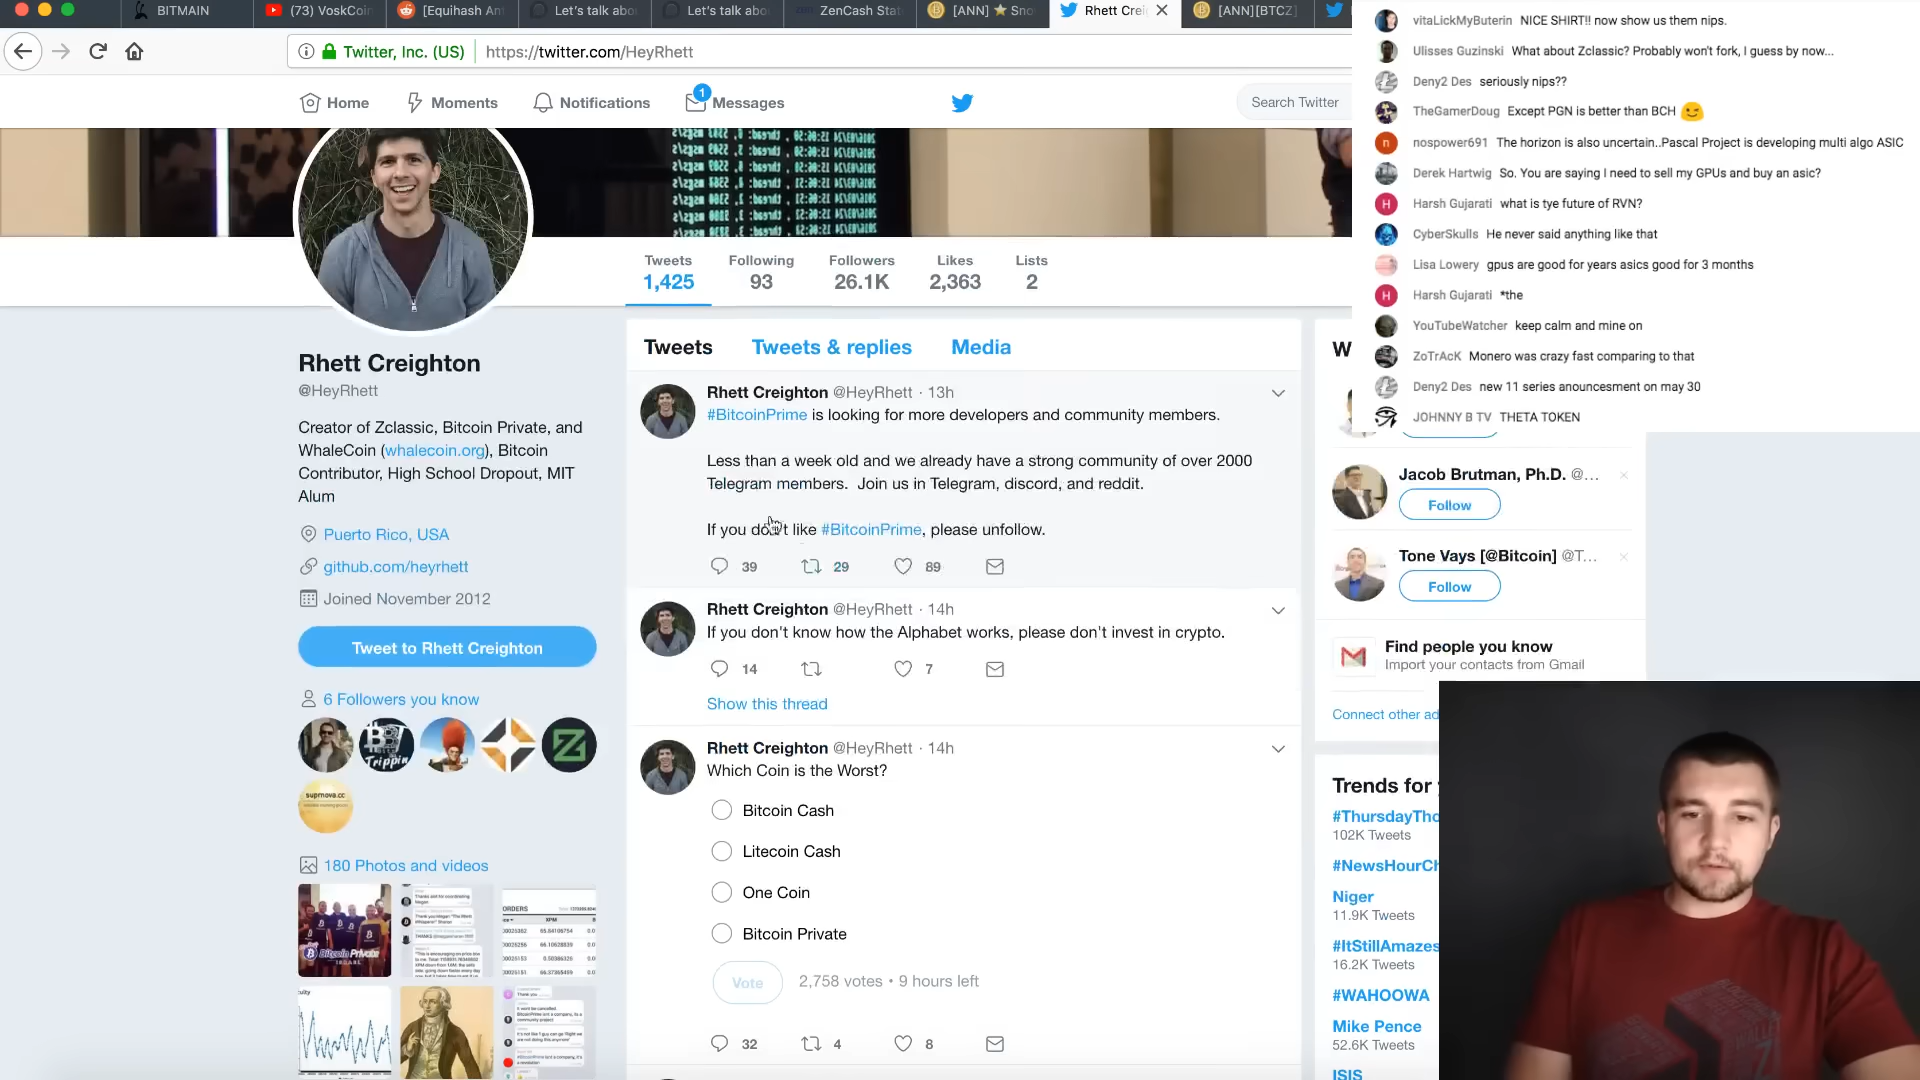 BITMAIN
(73) VoskCoin
[Equihash Ant
Let's talk abo
Let's talk abo
ZenCash Stat
[ANN] ⭐ Sno
Rhett Crei
[ANN][BTCZ]
Twitter, Inc. (US)
https://twitter.com/HeyRhett
Home
Moments
Notifications
1
Messages
Search Twitter
vitaLickMyButerin NICE SHIRT!! now show us them nips.
Ulisses Guzinski What about Zclassic? Probably won't fork, I guess by now...
Deny2 Des seriously nips??
TheGamerDoug Except PGN is better than BCH 😉
n nospower691 The horizon is also uncertain..Pascal Project is developing multi algo ASIC
Derek Hartwig So. You are saying I need to sell my GPUs and buy an asic?
H Harsh Gujarati what is tye future of RVN?
CyberSkulls He never said anything like that
Lisa Lowery gpus are good for years asics good for 3 months
H Harsh Gujarati *the
YouTubeWatcher keep calm and mine on
ZoTrAcK Monero was crazy fast comparing to that
Deny2 Des new 11 series anouncesment on may 30
JOHNNY B TV THETA TOKEN
Tweets
1,425
Following
93
Followers
26.1K
Likes
2,363
Lists
2
Rhett Creighton
@HeyRhett
Creator of Zclassic, Bitcoin Private, and
WhaleCoin (whalecoin.org), Bitcoin
Contributor, High School Dropout, MIT
Alum
Puerto Rico, USA
github.com/heyrhett
Joined November 2012
Tweet to Rhett Creighton
6 Followers you know
Trippin
suprnova.cc
180 Photos and videos
Bitcoin Private
ORDERS
XPM
Tweets
Tweets & replies
Media
Rhett Creighton @HeyRhett · 13h
#BitcoinPrime is looking for more developers and community members.
Less than a week old and we already have a strong community of over 2000
Telegram members. Join us in Telegram, discord, and reddit.
If you don't like #BitcoinPrime, please unfollow.
39
29
89
Rhett Creighton @HeyRhett · 14h
If you don't know how the Alphabet works, please don't invest in crypto.
14
7
Show this thread
Rhett Creighton @HeyRhett · 14h
Which Coin is the Worst?
Bitcoin Cash
Litecoin Cash
One Coin
Bitcoin Private
Vote
2,758 votes • 9 hours left
32
4
8
W
Jacob Brutman, Ph.D. @...
Follow
Tone Vays [@Bitcoin] @T...
Follow
Find people you know
Import your contacts from Gmail
Connect other ad
Trends for
#ThursdayTho
102K Tweets
#NewsHourCh
Niger
11.9K Tweets
#ItStillAmazes
16.2K Tweets
#WAHOOWA
Mike Pence
52.6K Tweets
ISIS